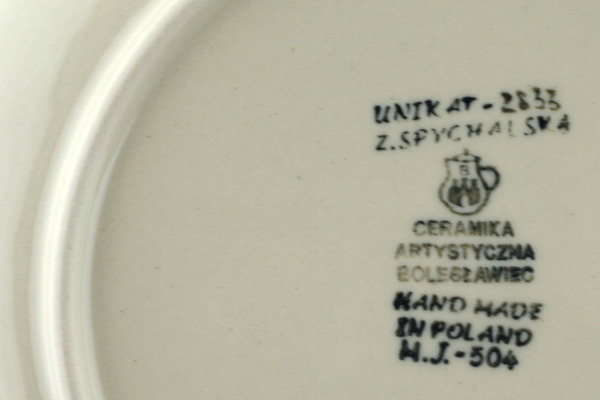 UNIKAT - 2833
Z. SPYCHALSKA
B
CERAMIKA
ARTYSTYCZNA
BOLESŁAWIEC
HAND MADE
IN POLAND
M.J.-504